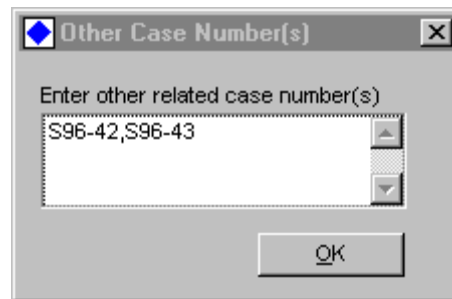 Other Case Number(s)
Enter other related case number(s)
S96-42,S96-43
OK